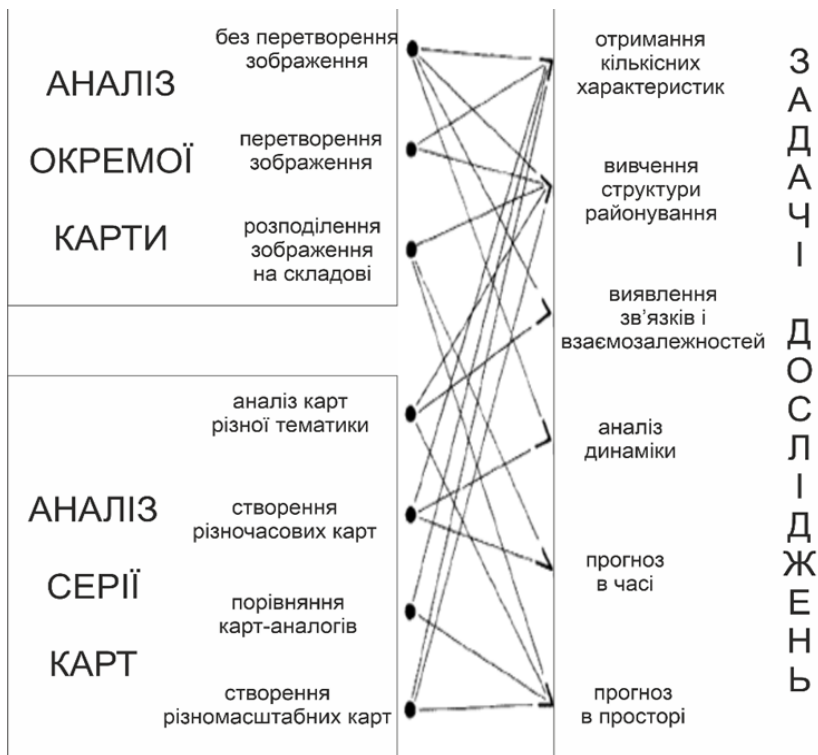 АНАЛІЗ
ОКРЕМОЇ
КАРТИ
без перетворення
зображення
перетворення
зображення
розподілення
зображення
на складові
АНАЛІЗ
СЕРІЇ
КАРТ
аналіз карт
різної тематики
створення
різночасових карт
порівняння
карт-аналогів
створення
різномасштабних карт
отримання
кількісних
характеристик
вивчення
структури
районування
виявлення
зв’язків і
взаємозалежностей
аналіз
динаміки
прогноз
в часі
прогноз
в просторі
ЗАДАЧІ ДОСЛІДЖЕНЬ